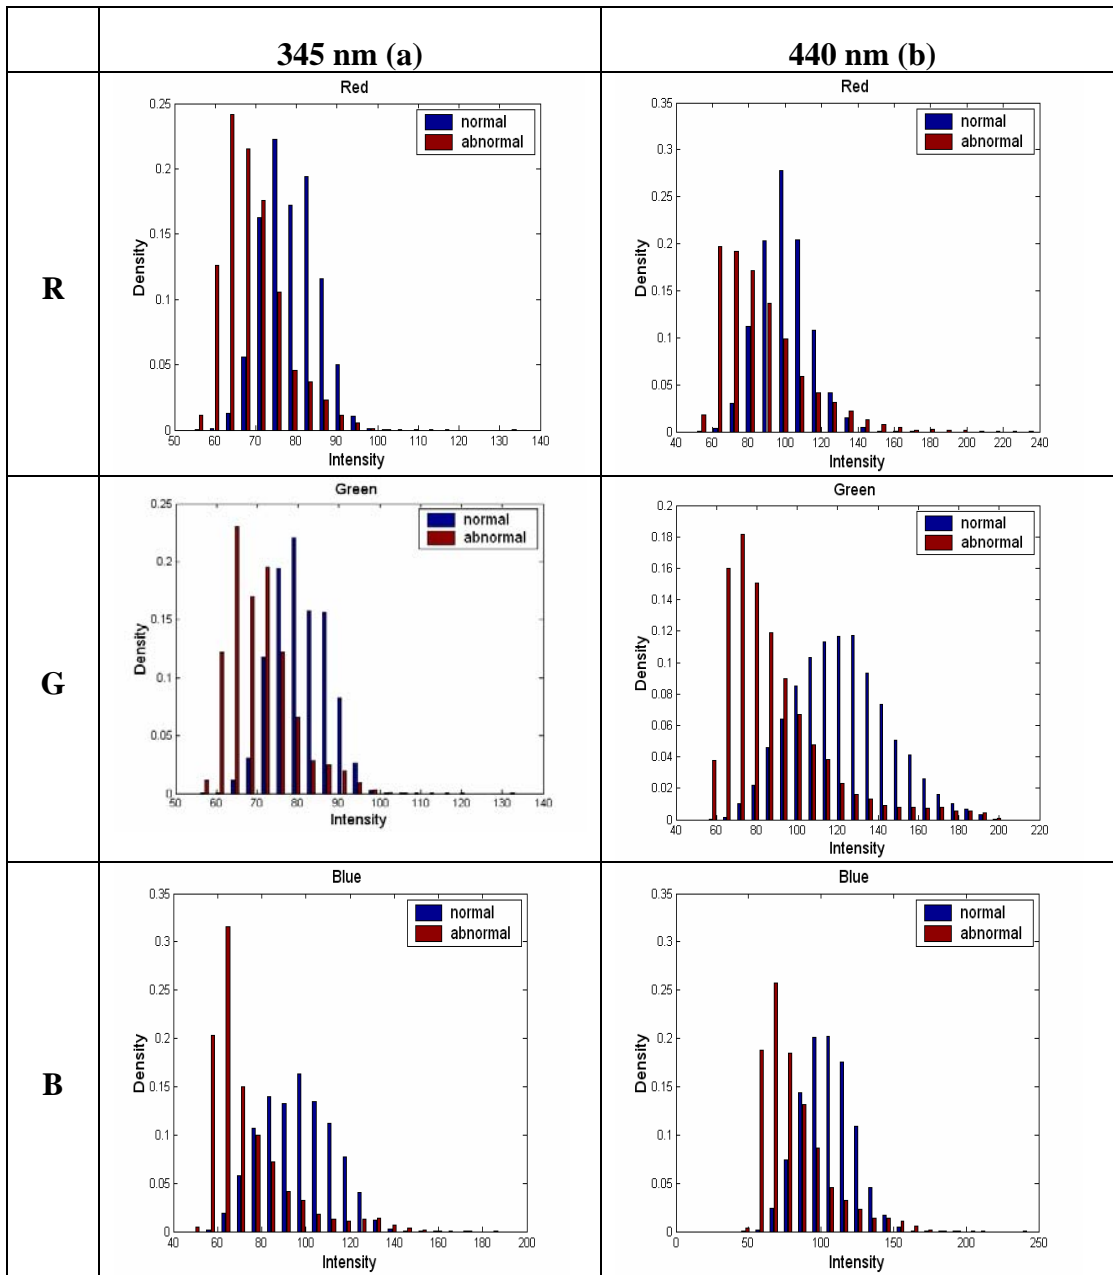 345 nm (a) 440 nm (b)
R
Red
0.25
0.2
0.15
0.1
0.05
0
50 60 70 80 90 100 110 120 130 140
Density
Intensity
normal
abnormal
Red
0.35
0.3
0.25
0.2
0.15
0.1
0.05
0
40 60 80 100 120 140 160 180 200 220 240
Density
Intensity
normal
abnormal
G
Green
0.25
0.2
0.15
0.1
0.05
0
50 60 70 80 90 100 110 120 130 140
Density
Intensity
normal
abnormal
Green
0.2
0.18
0.16
0.14
0.12
0.1
0.08
0.06
0.04
0.02
0
40 60 80 100 120 140 160 180 200 220
Density
Intensity
normal
abnormal
B
Blue
0.35
0.3
0.25
0.2
0.15
0.1
0.05
0
40 60 80 100 120 140 160 180 200
Density
Intensity
normal
abnormal
Blue
0.35
0.3
0.25
0.2
0.15
0.1
0.05
0
0 50 100 150 200 250
Density
Intensity
normal
abnormal